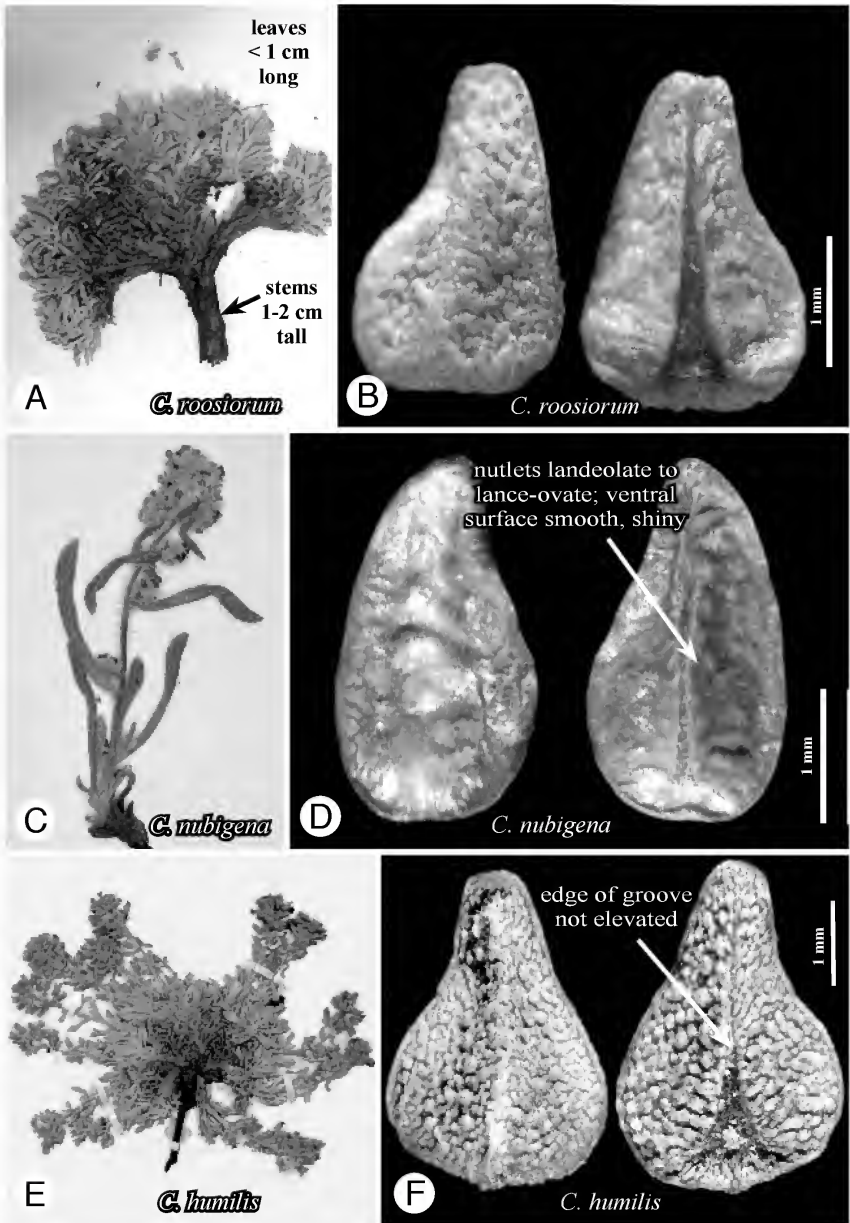 leaves
< 1 cm
long
stems
1-2 cm
tall
A
C. roosiorum
1 mm
B
C. roosiorum
C
C. nubigena
nutlets landeolate to
lance-ovate; ventral
surface smooth, shiny
1 mm
D
C. nubigena
E
C. humilis
edge of groove
not elevated
1 mm
F
C. humilis